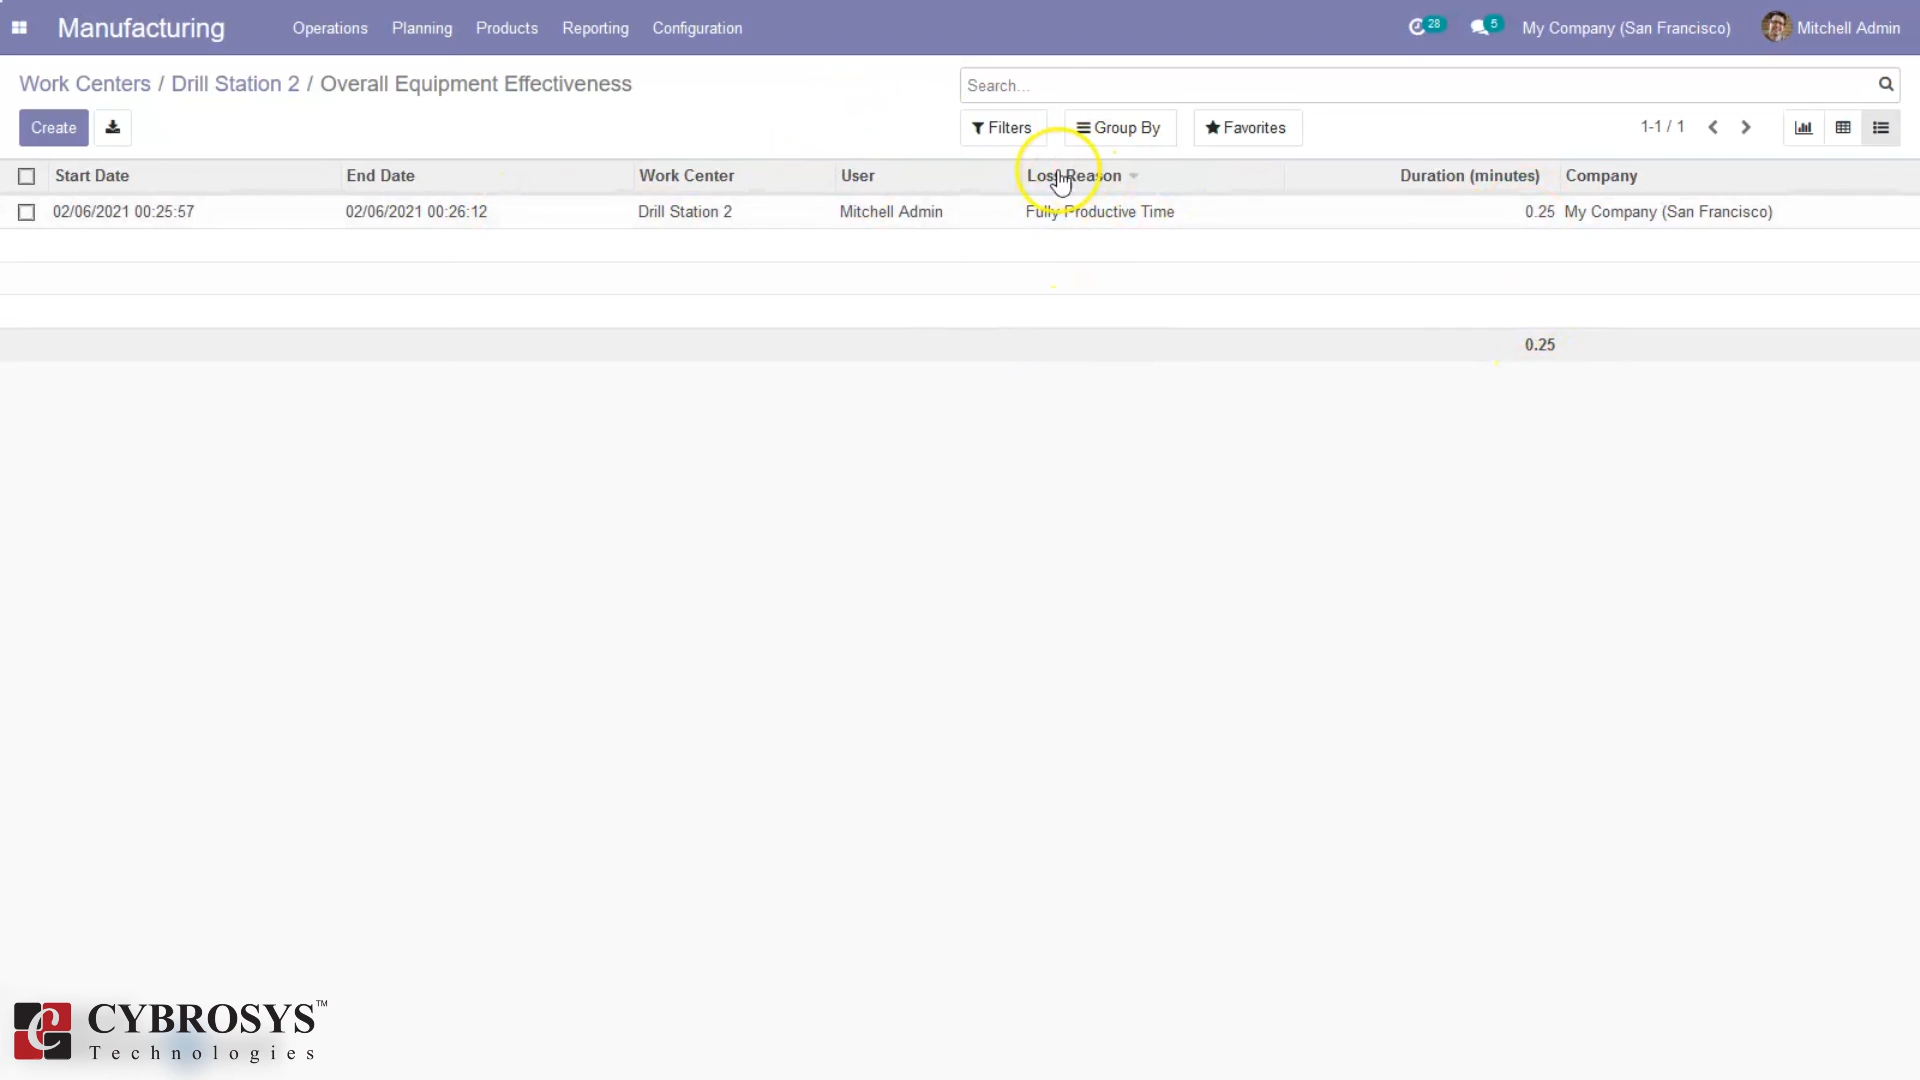 Manufacturing Operations Planning Products Reporting Configuration 28 5 My Company (San Francisco) Mitchell Admin
Work Centers / Drill Station 2 / Overall Equipment Effectiveness Search...
Create Filters Group By Favorites 1-1 / 1
Start Date End Date Work Center User Loss Reason Duration (minutes) Company
02/06/2021 00:25:57 02/06/2021 00:26:12 Drill Station 2 Mitchell Admin Fully Productive Time 0.25 My Company (San Francisco)
0.25
CYBROSYS™
Technologies